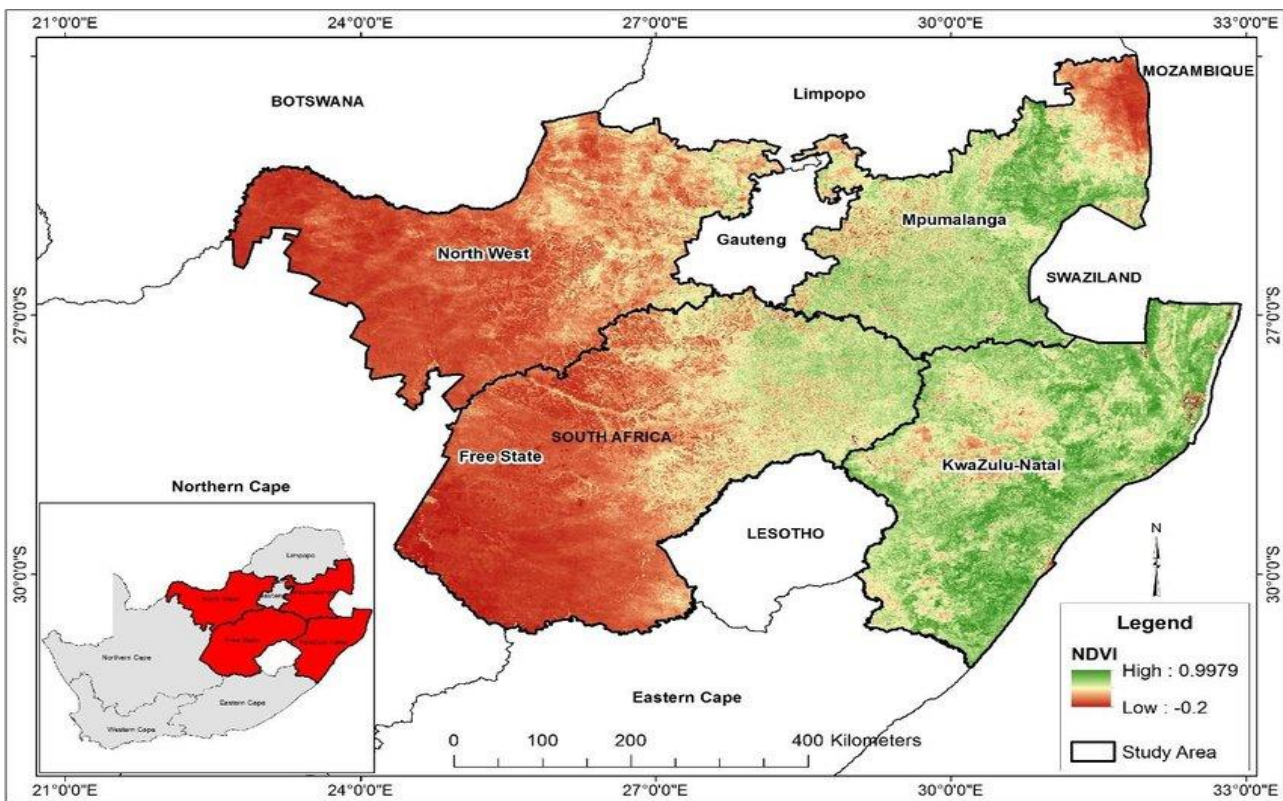 21°0'0"E
24°0'0"E
27°0'0"E
30°0'0"E
33°0'0"E
MOZAMBIQUE
BOTSWANA
Limpopo
Mpumalanga
Gauteng
North West
SWAZILAND
27°0'0"S
27°0'0"S
SOUTH AFRICA
Free State
KwaZulu-Natal
Northern Cape
LESOTHO
N
30°0'0"S
30°0'0"S
Limpopo
North West
Free State
Northern Cape
Eastern Cape
Western Cape
Eastern Cape
Legend
NDVI
High : 0.9979
Low : -0.2
Study Area
0 100 200 400 Kilometers
21°0'0"E
24°0'0"E
27°0'0"E
30°0'0"E
33°0'0"E